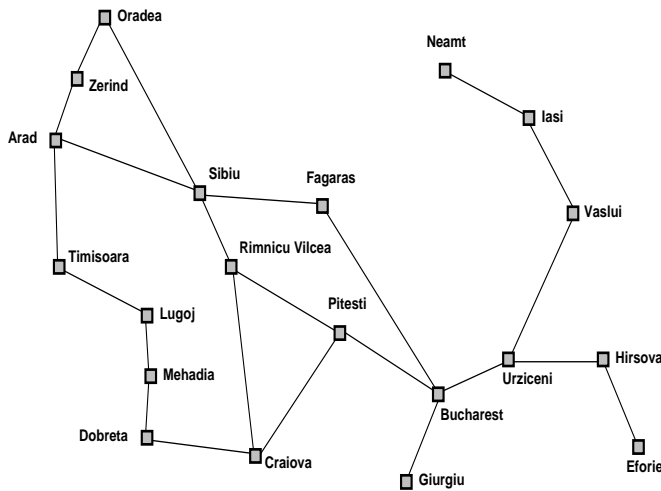 Oradea
Neamt
Zerind
Iasi
Arad
Sibiu
Fagaras
Vaslui
Timisoara
Rimnicu Vilcea
Lugoj
Pitesti
Mehadia
Hirsova
Urziceni
Bucharest
Dobreta
Craiova
Eforie
Giurgiu